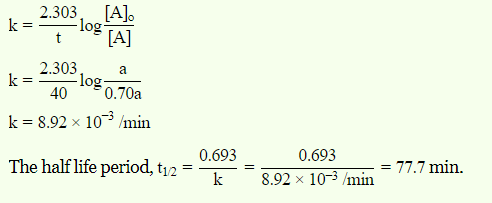 k = 2.303/t log [A]ₒ/[A]
k = 2.303/40 log a/0.70a
k = 8.92 × 10⁻³ /min
The half life period, t₁/₂ = 0.693/k = 0.693/8.92 × 10⁻³ /min = 77.7 min.